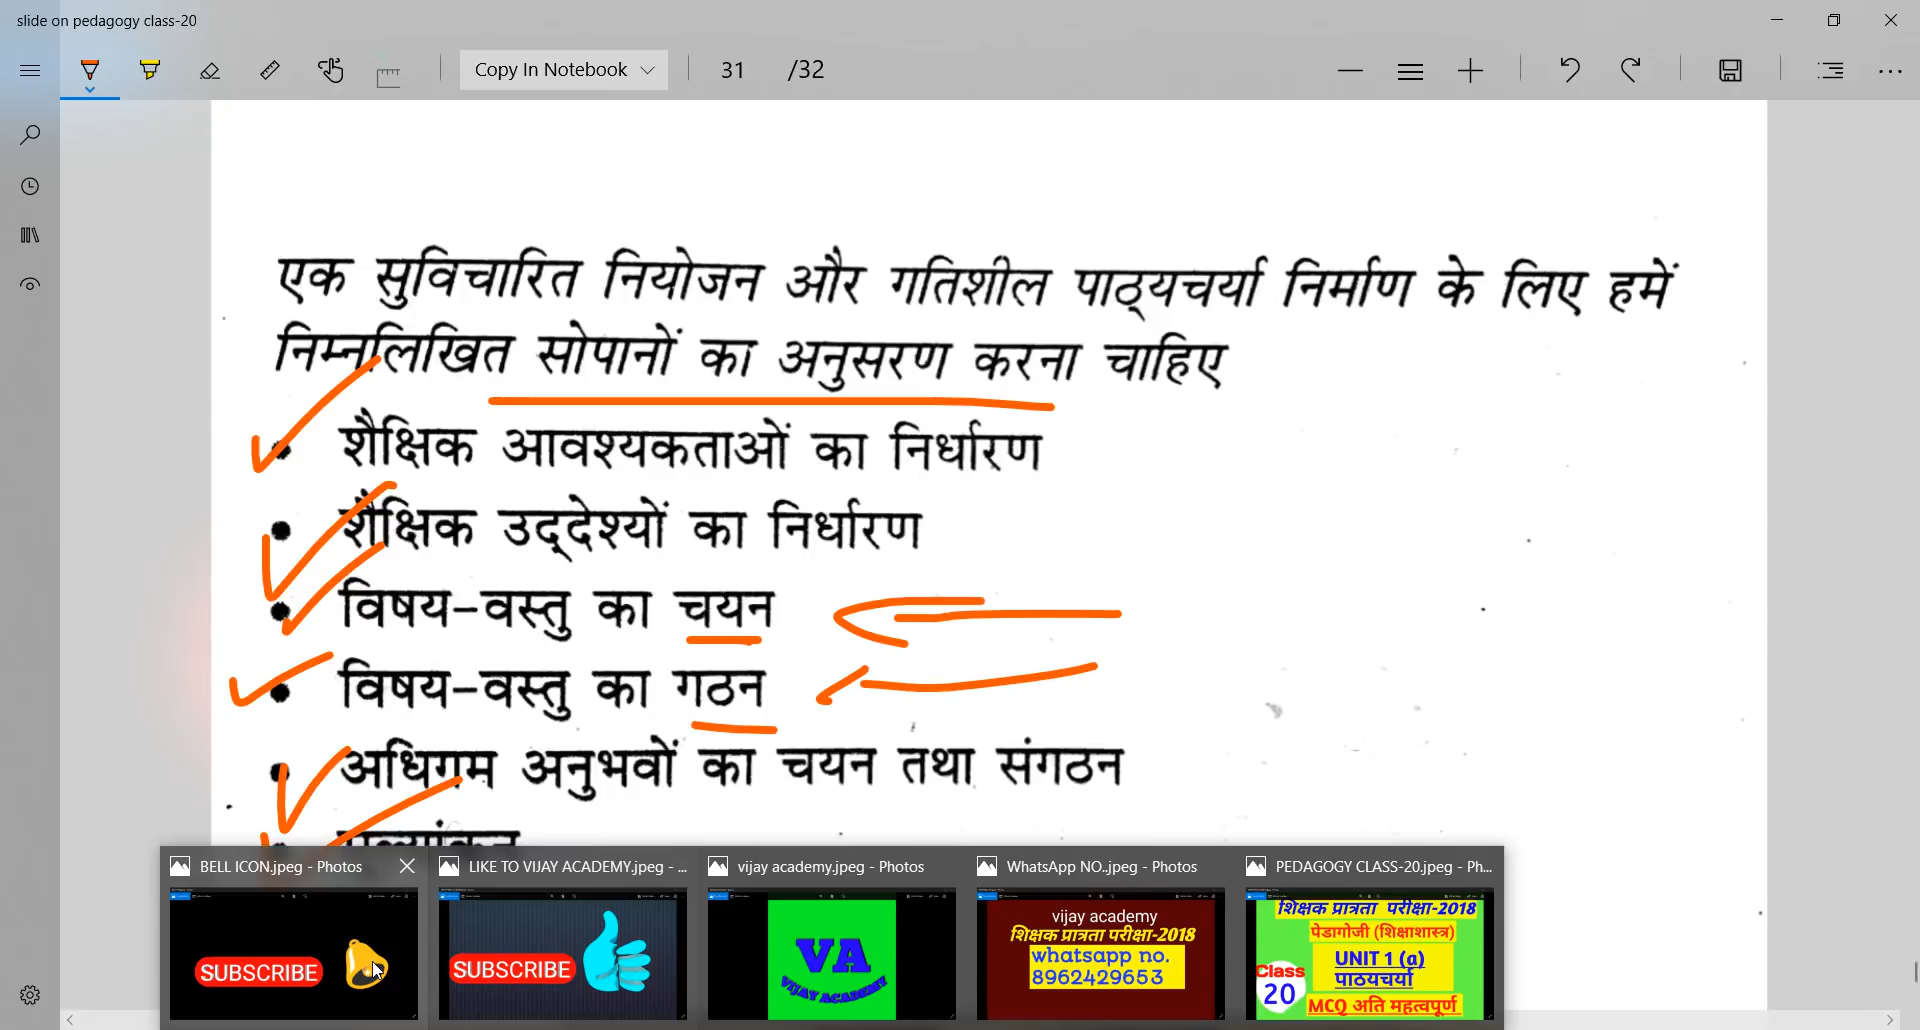 slide on pedagogy class-20
Copy In Notebook
31 /32
एक सुविचारित नियोजन और गतिशील पाठ्यचर्या निर्माण के लिए हमें
निम्नलिखित सोपानों का अनुसरण करना चाहिए
• शैक्षिक आवश्यकताओं का निर्धारण
• शैक्षिक उद्देश्यों का निर्धारण
• विषय-वस्तु का चयन
• विषय-वस्तु का गठन
• अधिगम अनुभवों का चयन तथा संगठन
• मूल्यांकन
BELL ICON.jpeg - Photos
SUBSCRIBE
LIKE TO VIJAY ACADEMY.jpeg - ...
SUBSCRIBE
vijay academy.jpeg - Photos
VA
VIJAY ACADEMY
WhatsApp NO..jpeg - Photos
vijay academy
शिक्षक प्रात्रता परीक्षा-2018
whatsapp no.
8962429653
PEDAGOGY CLASS-20.jpeg - Ph...
शिक्षक प्रात्रता परीक्षा-2018
पेडागोजी (शिक्षाशास्त्र)
UNIT 1 (a)
पाठयचर्या
Class
20
MCQ अति महत्वपूर्ण